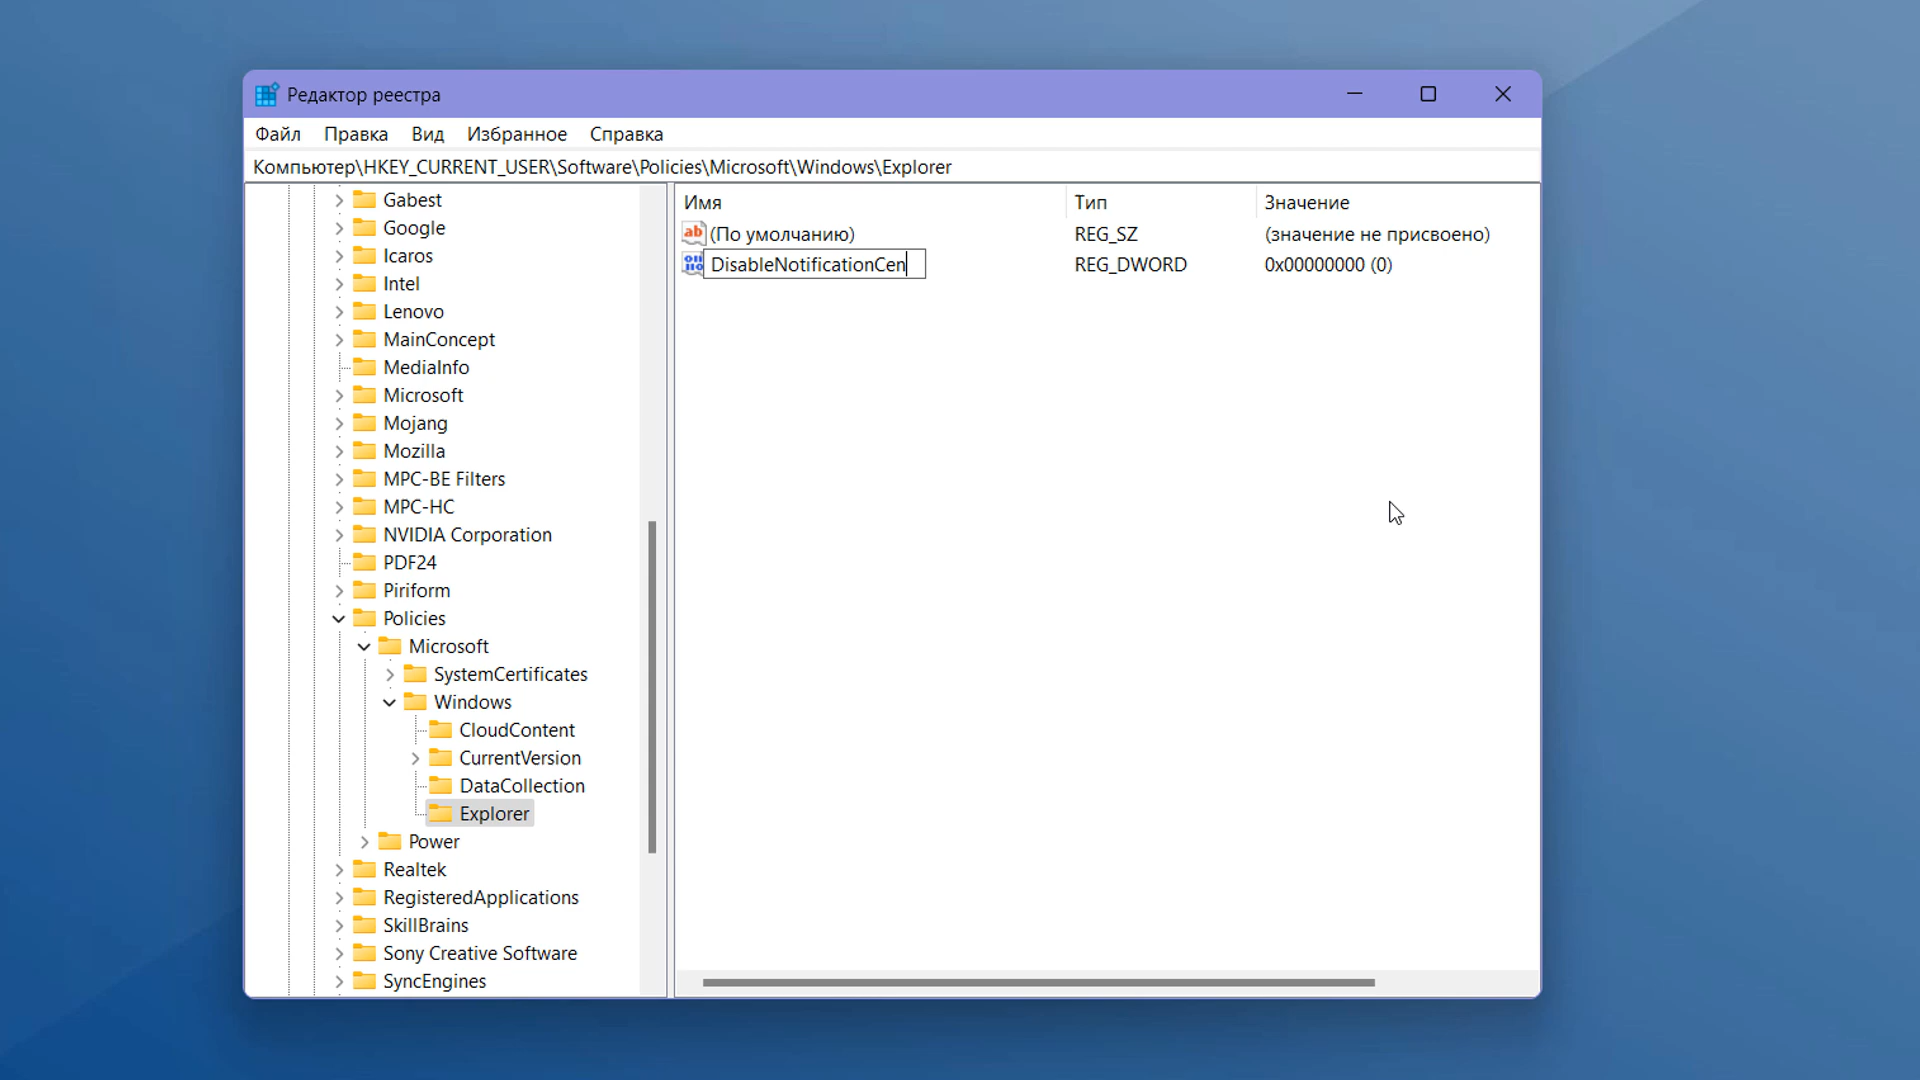 Редактор реестра
Файл Правка Вид Избранное Справка
Компьютер\HKEY_CURRENT_USER\Software\Policies\Microsoft\Windows\Explorer
Gabest
Google
Icaros
Intel
Lenovo
MainConcept
MediaInfo
Microsoft
Mojang
Mozilla
MPC-BE Filters
MPC-HC
NVIDIA Corporation
PDF24
Piriform
Policies
Microsoft
SystemCertificates
Windows
CloudContent
CurrentVersion
DataCollection
Explorer
Power
Realtek
RegisteredApplications
SkillBrains
Sony Creative Software
SyncEngines
Имя Тип Значение
(По умолчанию) REG_SZ (значение не присвоено)
DisableNotificationCen REG_DWORD 0x00000000 (0)